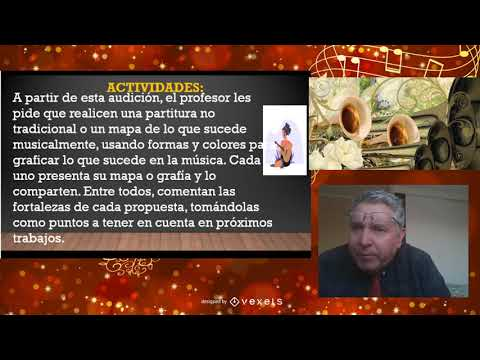 ACTIVIDADES:
A partir de esta audición, el profesor les
pide que realicen una partitura no
tradicional o un mapa de lo que sucede
musicalmente, usando formas y colores pa
graficar lo que sucede en la música. Cada
uno presenta su mapa o grafía y lo
comparten. Entre todos, comentan las
fortalezas de cada propuesta, tomándolas
como puntos a tener en cuenta en próximos
trabajos.
designed by vexels